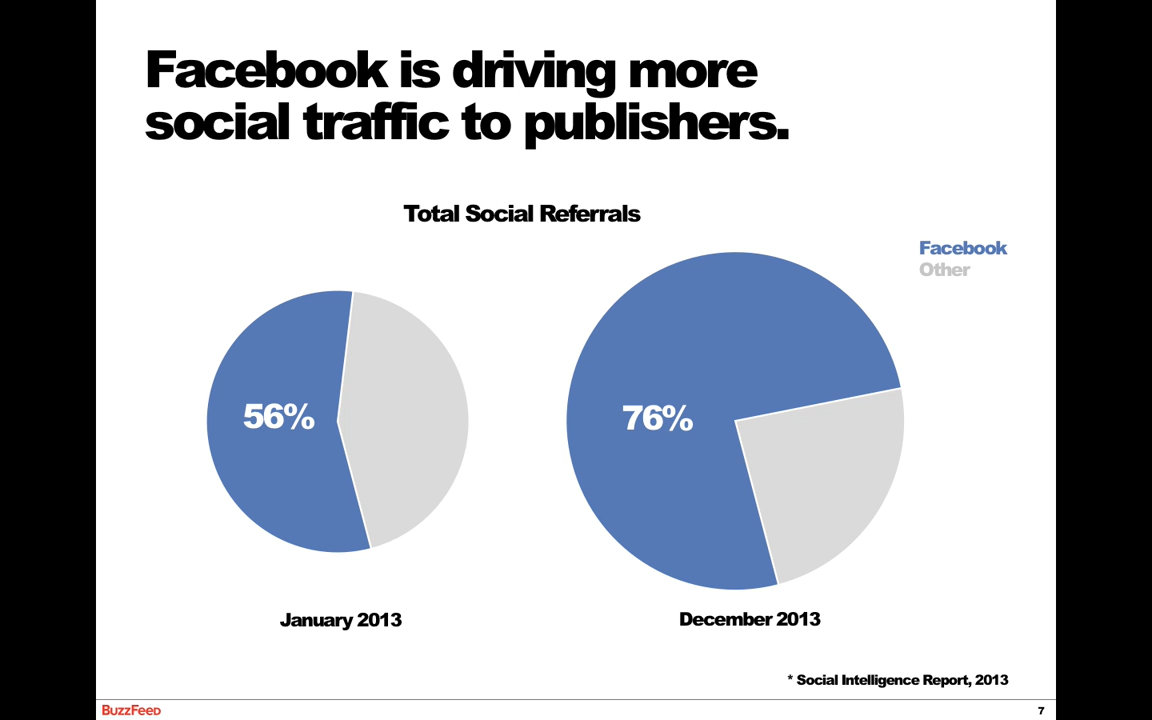 Facebook is driving more
social traffic to publishers.
Total Social Referrals
Facebook
Other
56%
76%
January 2013
December 2013
* Social Intelligence Report, 2013
BuzzFeed
7